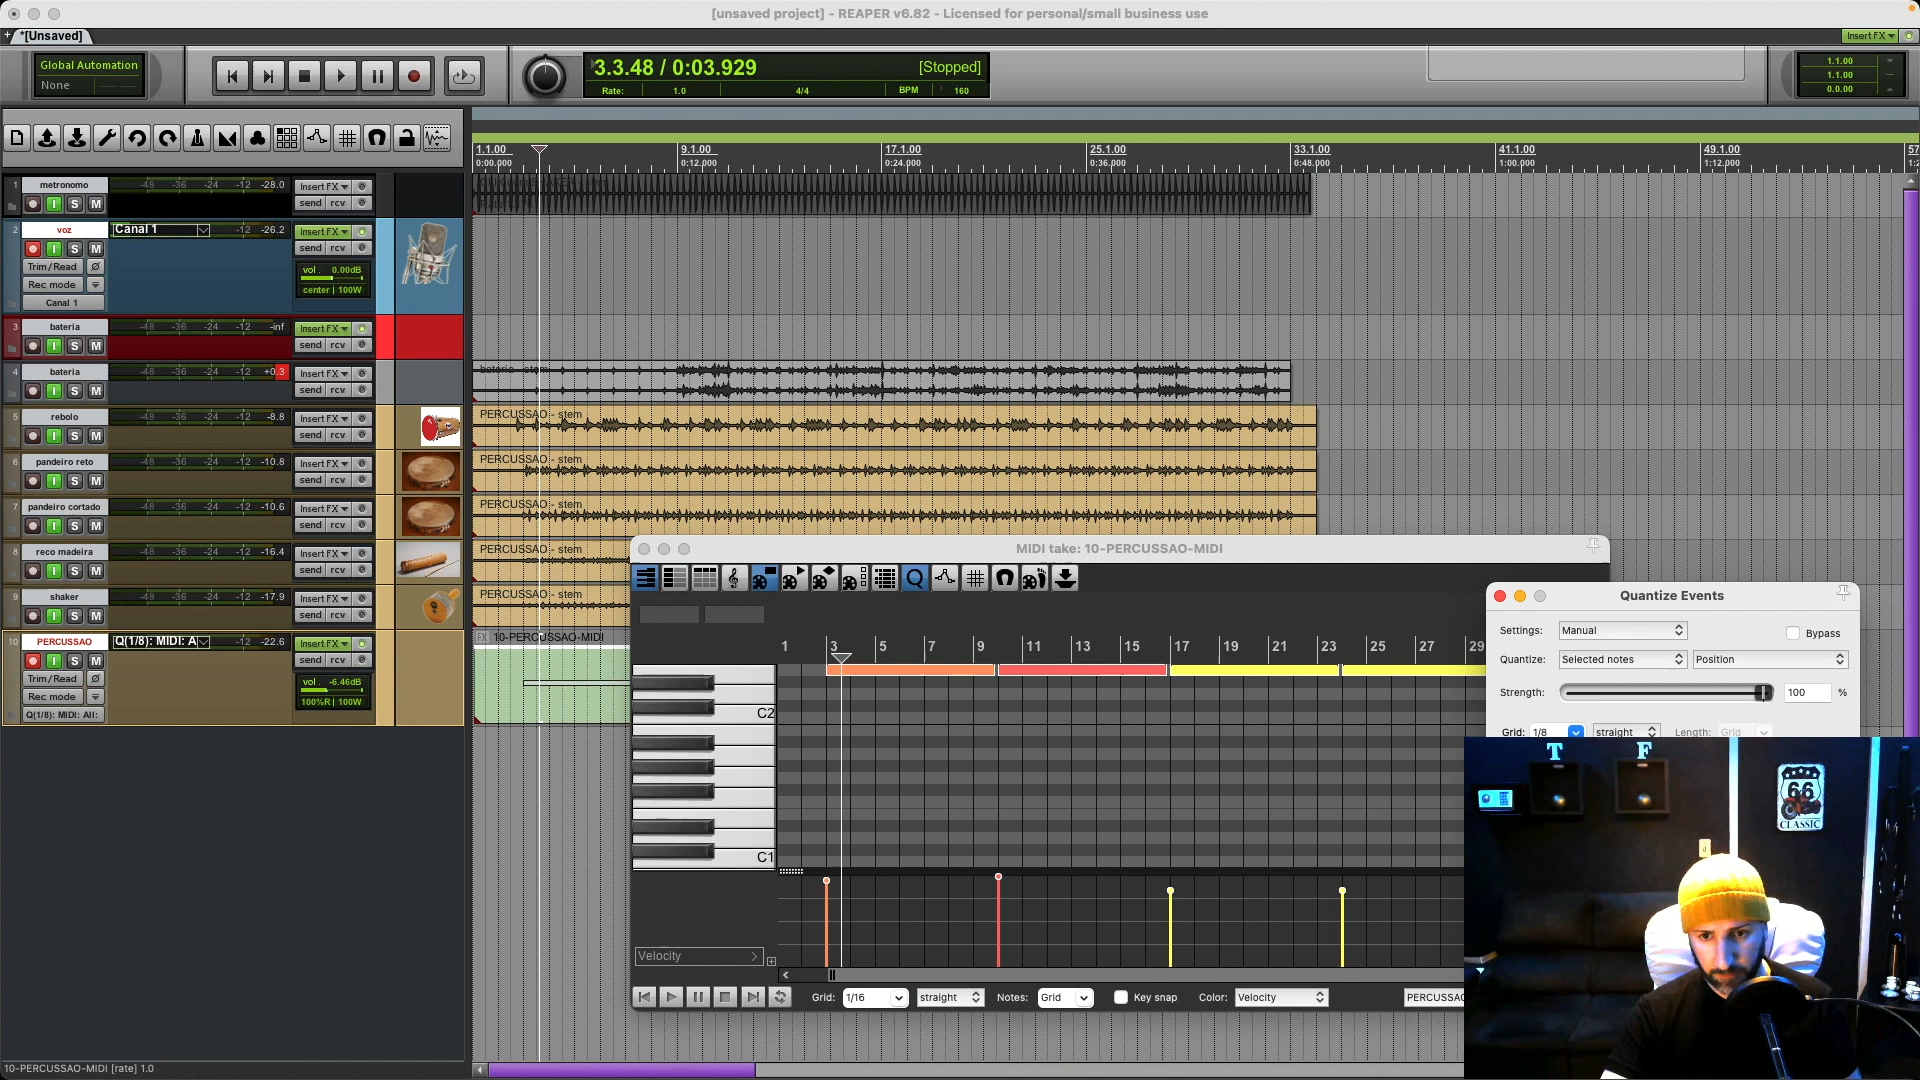 [unsaved project] - REAPER v6.82 - Licensed for personal/small business use
+ *[Unsaved]
Insert FX
Global Automation
None
3.3.48 / 0:03.929 [Stopped]
Rate: 1.0 4/4 BPM 160
1.1.00
1.1.00
0.0.00
1.1.00 9.1.00 17.1.00 25.1.00 33.1.00 41.1.00 49.1.00 57
0:00.000 0:12.000 0:24.000 0:36.000 0:48.000 1:00.000 1:12.000 1:2
1 metronomo -48 -36 -24 -12 -28.0 Insert FX
I S M send rcv
2 voz Canal 1 -12 -26.2 Insert FX
I S M send rcv
Trim/Read vol . 0.00dB
Rec mode center | 100W
Canal 1
3 bateria -48 -36 -24 -12 -inf Insert FX
I S M send rcv
4 bateria -48 -36 -24 -12 +0.3 Insert FX
I S M send rcv
bateria - stem
5 rebolo -48 -36 -24 -12 -8.8 Insert FX
I S M send rcv
PERCUSSAO - stem
6 pandeiro reto -48 -36 -24 -12 -10.8 Insert FX
I S M send rcv
PERCUSSAO - stem
7 pandeiro cortado -48 -36 -24 -12 -10.6 Insert FX
I S M send rcv
PERCUSSAO - stem
8 reco madeira -48 -36 -24 -12 -16.4 Insert FX
I S M send rcv
PERCUSSAO - stem
9 shaker -48 -36 -24 -12 -17.9 Insert FX
I S M send rcv
PERCUSSAO - stem
10 PERCUSSAO Q(1/8): MIDI: A -12 -22.6 Insert FX
I S M send rcv
Trim/Read vol . -6.46dB
Rec mode 100%R | 100W
Q(1/8): MIDI: All:
FX 10-PERCUSSAO-MIDI
MIDI take: 10-PERCUSSAO-MIDI
Q
1 3 5 7 9 11 13 15 17 19 21 23 25 27 29
C2
C1
Velocity
Grid: 1/16 straight Notes: Grid Key snap Color: Velocity PERCUSSAO
Quantize Events
Settings: Manual Bypass
Quantize: Selected notes Position
Strength: 100 %
Grid: 1/8 straight Length: Grid
T F
66
CLASSIC
10-PERCUSSAO-MIDI [rate] 1.0